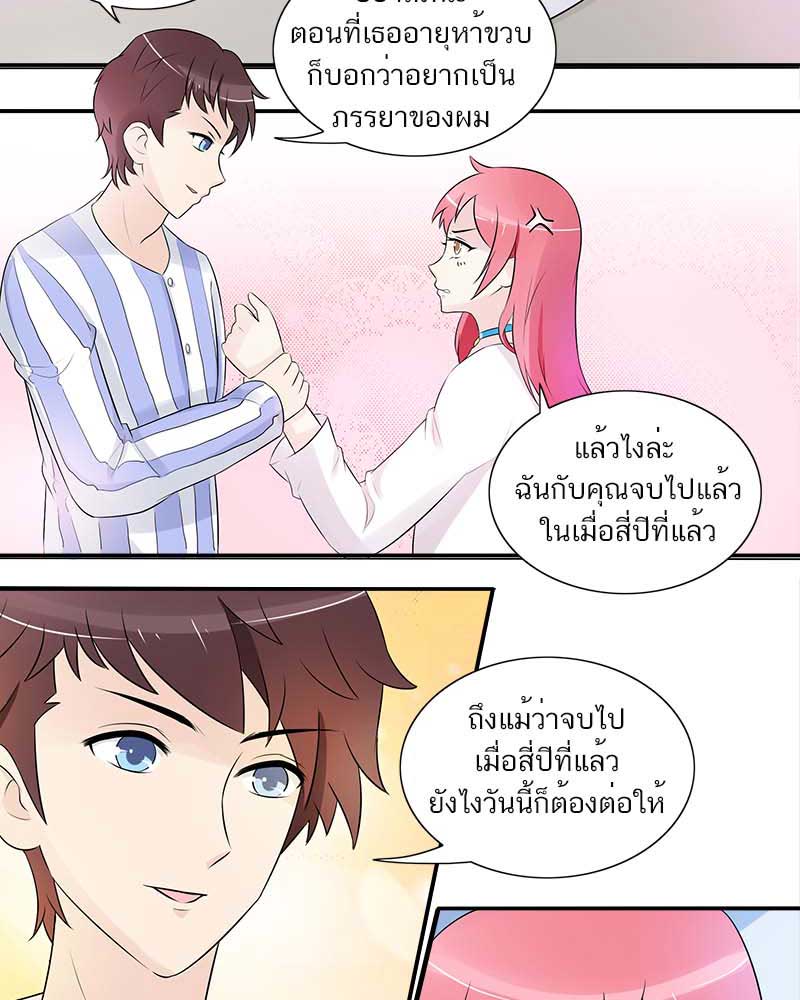 ตอนที่เธออายุห้าขวบ
ก็บอกว่าอยากเป็น
ภรรยาของผม
แล้วไงล่ะ
ฉันกับคุณจบไปแล้ว
ในเมื่อสี่ปีที่แล้ว
ถึงแม้ว่าจบไป
เมื่อสี่ปีที่แล้ว
ยังไงวันนี้ก็ต้องต่อให้